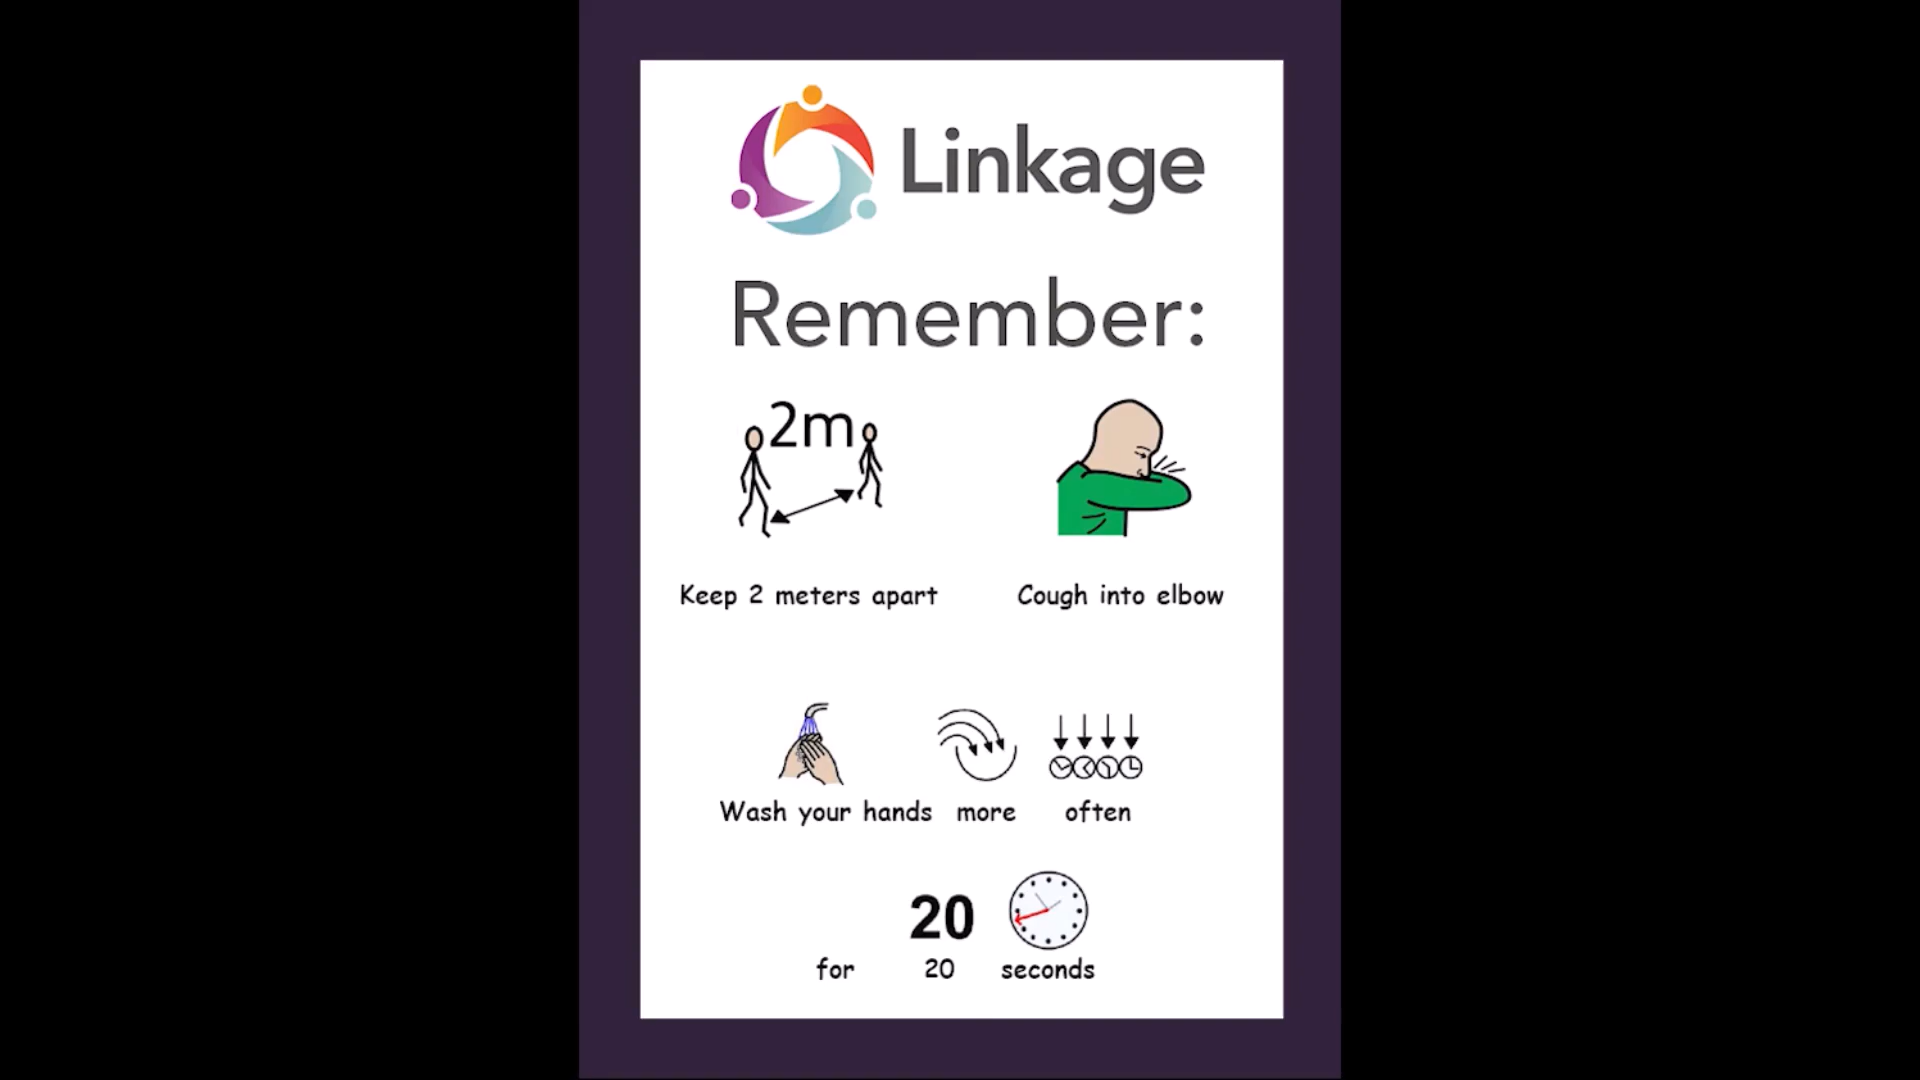 Linkage
Remember:
2m
Keep 2 meters apart
Cough into elbow
Wash your hands more often
20
for 20 seconds